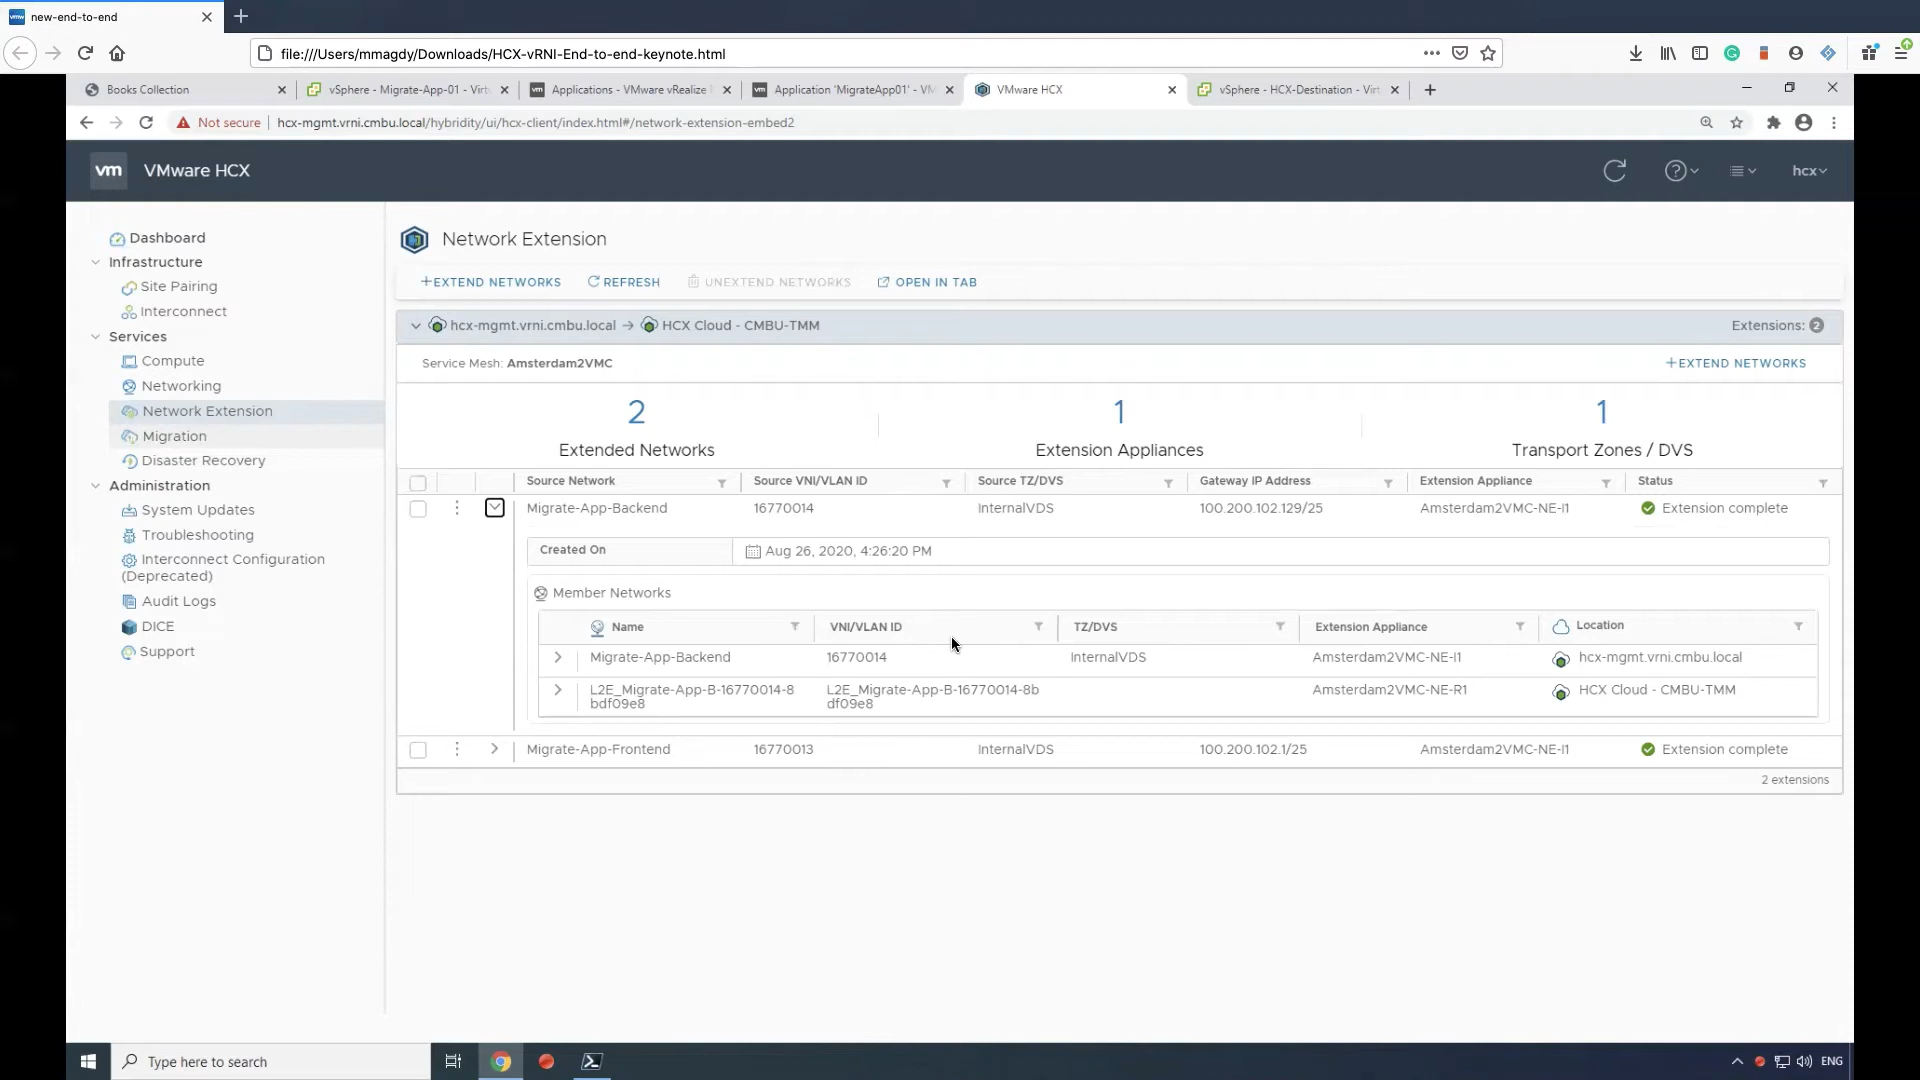 new-end-to-end
file:///Users/mmagdy/Downloads/HCX-vRNI-End-to-end-keynote.html
Books Collection
vSphere - Migrate-App-01 - Virt
Applications - VMware vRealize
Application 'MigrateApp01' - VM
VMware HCX
vSphere - HCX-Destination - Virt
Not secure
hcx-mgmt.vrni.cmbu.local/hybridity/ui/hcx-client/index.html#/network-extension-embed2
vm
VMware HCX
hcx
Dashboard
Infrastructure
Site Pairing
Interconnect
Services
Compute
Networking
Network Extension
Migration
Disaster Recovery
Administration
System Updates
Troubleshooting
Interconnect Configuration
(Deprecated)
Audit Logs
DICE
Support
Network Extension
EXTEND NETWORKS
REFRESH
UNEXTEND NETWORKS
OPEN IN TAB
hcx-mgmt.vrni.cmbu.local → HCX Cloud - CMBU-TMM
Extensions: 2
Service Mesh: Amsterdam2VMC
EXTEND NETWORKS
2
Extended Networks
1
Extension Appliances
1
Transport Zones / DVS
Source Network Source VNI/VLAN ID Source TZ/DVS Gateway IP Address Extension Appliance Status
Migrate-App-Backend 16770014 InternalVDS 100.200.102.129/25 Amsterdam2VMC-NE-I1 Extension complete
Created On Aug 26, 2020, 4:26:20 PM
Member Networks
Name VNI/VLAN ID TZ/DVS Extension Appliance Location
Migrate-App-Backend 16770014 InternalVDS Amsterdam2VMC-NE-I1 hcx-mgmt.vrni.cmbu.local
L2E_Migrate-App-B-16770014-8 L2E_Migrate-App-B-16770014-8b Amsterdam2VMC-NE-R1 HCX Cloud - CMBU-TMM
bdf09e8 df09e8
Migrate-App-Frontend 16770013 InternalVDS 100.200.102.1/25 Amsterdam2VMC-NE-I1 Extension complete
2 extensions
Type here to search
ENG